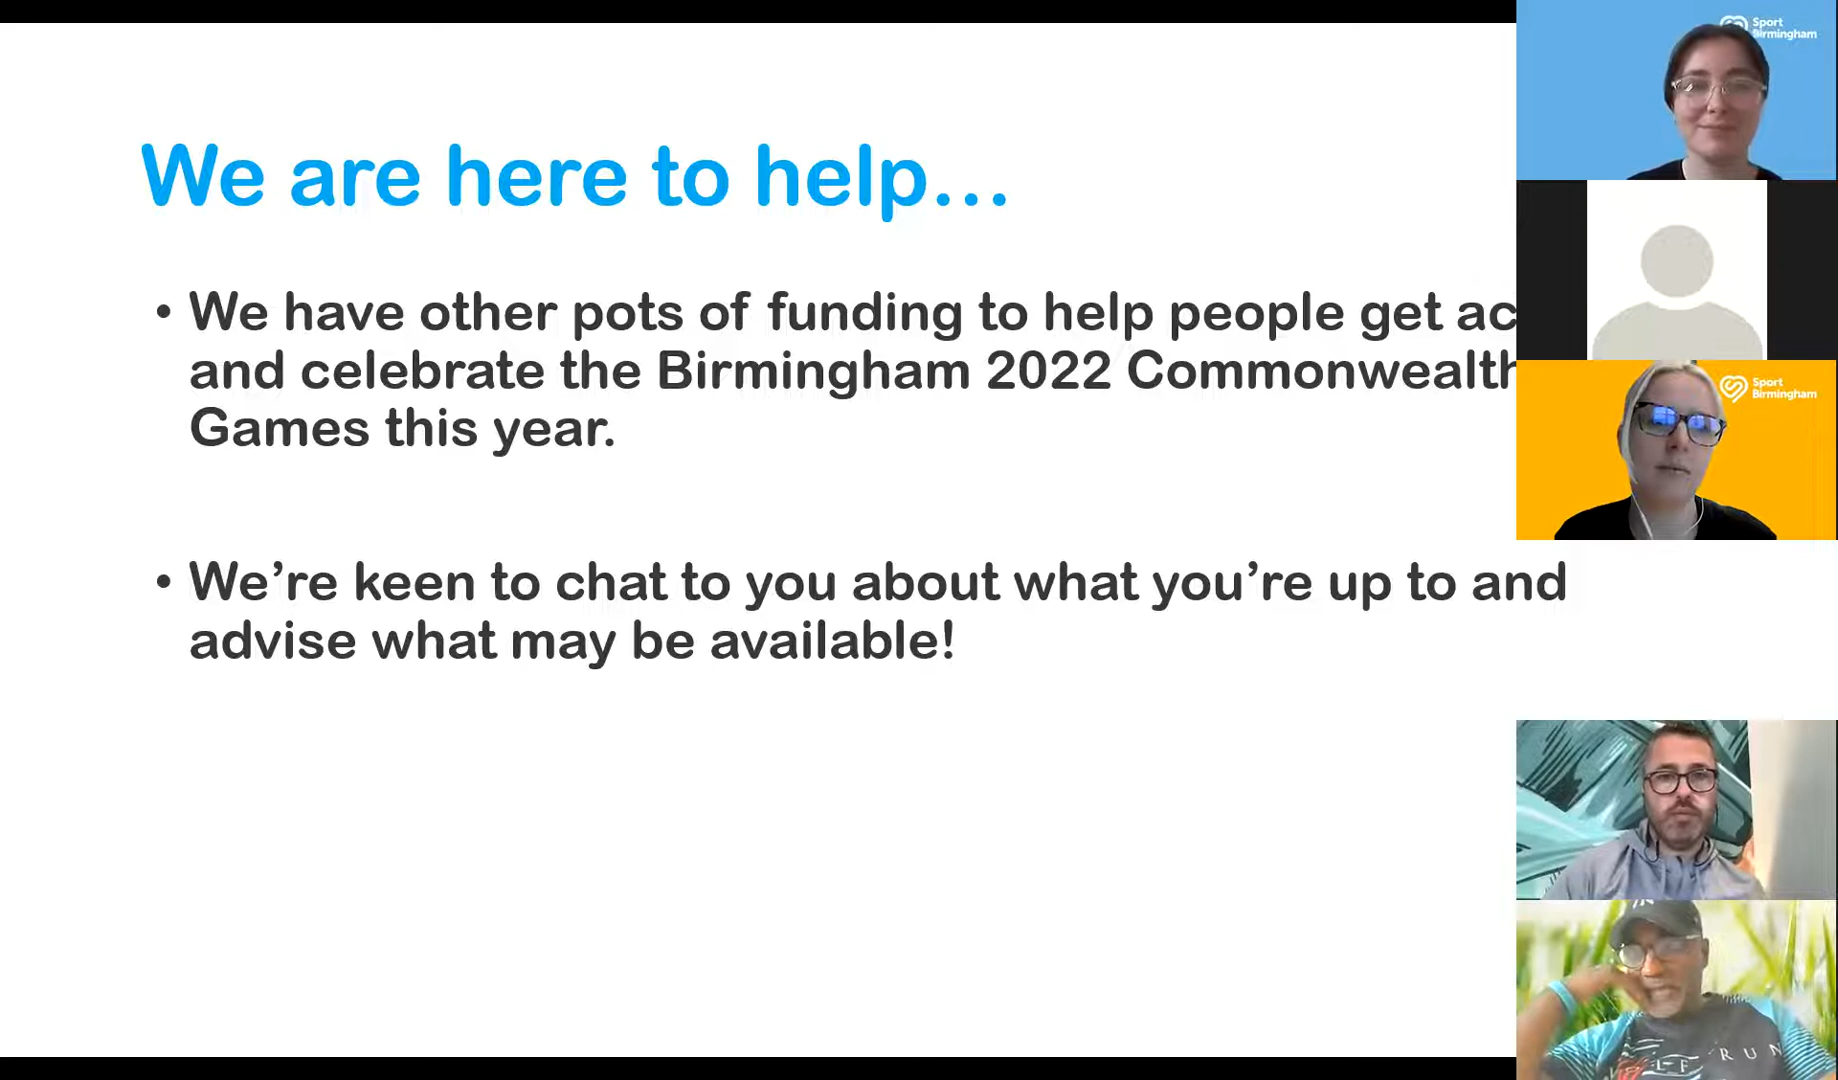 We are here to help...
• We have other pots of funding to help people get ac
and celebrate the Birmingham 2022 Commonwealth
Games this year.
• We’re keen to chat to you about what you’re up to and
advise what may be available!
Sport
Birmingham
Sport
Birmingham
RUN